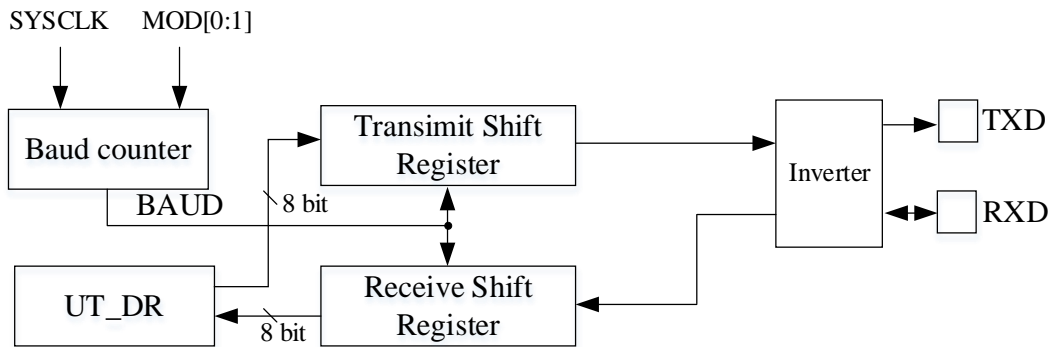 SYSCLK
MOD[0:1]
Baud counter
Transimit Shift
Register
Inverter
TXD
RXD
BAUD
8 bit
UT_DR
8 bit
Receive Shift
Register